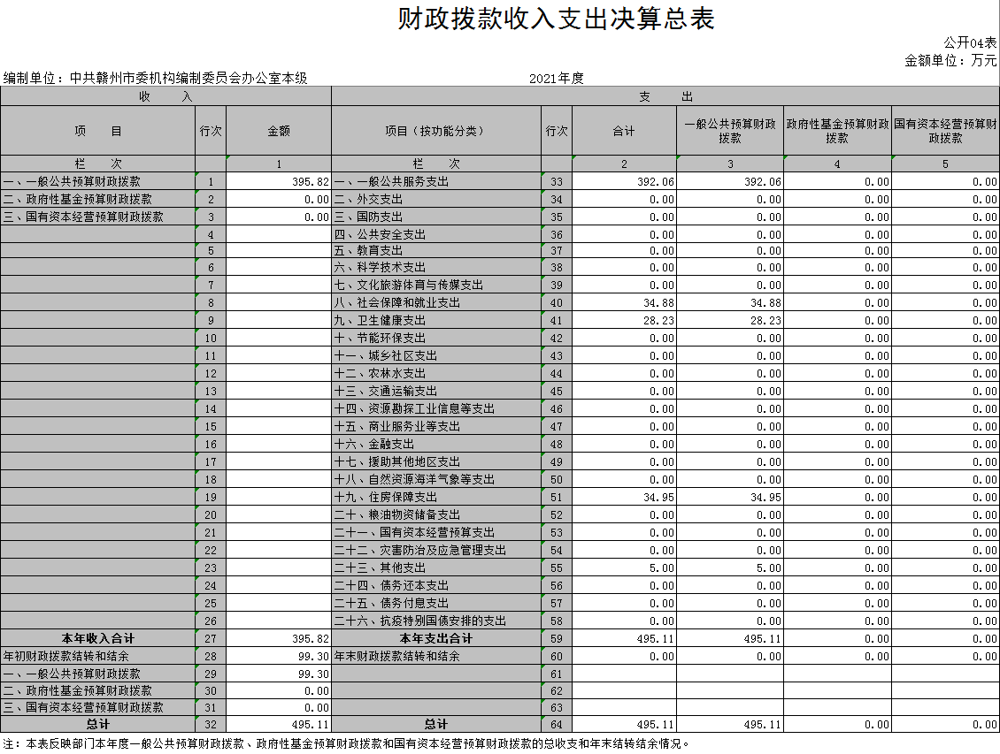 财政拨款收入支出决算总表
公开04表
金额单位：万元
编制单位：中共赣州市委机构编制委员会办公室本级 2021年度
收 入 支 出
项 目 行次 金额 项目（按功能分类） 行次 合计 一般公共预算财政拨款 政府性基金预算财政拨款 国有资本经营预算财政拨款
栏 次 1 栏 次 2 3 4 5
一、一般公共预算财政拨款 1 395.82 一、一般公共服务支出 33 392.06 392.06 0.00 0.00
二、政府性基金预算财政拨款 2 0.00 二、外交支出 34 0.00 0.00 0.00 0.00
三、国有资本经营预算财政拨款 3 0.00 三、国防支出 35 0.00 0.00 0.00 0.00
4 四、公共安全支出 36 0.00 0.00 0.00 0.00
5 五、教育支出 37 0.00 0.00 0.00 0.00
6 六、科学技术支出 38 0.00 0.00 0.00 0.00
7 七、文化旅游体育与传媒支出 39 0.00 0.00 0.00 0.00
8 八、社会保障和就业支出 40 34.88 34.88 0.00 0.00
9 九、卫生健康支出 41 28.23 28.23 0.00 0.00
10 十、节能环保支出 42 0.00 0.00 0.00 0.00
11 十一、城乡社区支出 43 0.00 0.00 0.00 0.00
12 十二、农林水支出 44 0.00 0.00 0.00 0.00
13 十三、交通运输支出 45 0.00 0.00 0.00 0.00
14 十四、资源勘探工业信息等支出 46 0.00 0.00 0.00 0.00
15 十五、商业服务业等支出 47 0.00 0.00 0.00 0.00
16 十六、金融支出 48 0.00 0.00 0.00 0.00
17 十七、援助其他地区支出 49 0.00 0.00 0.00 0.00
18 十八、自然资源海洋气象等支出 50 0.00 0.00 0.00 0.00
19 十九、住房保障支出 51 34.95 34.95 0.00 0.00
20 二十、粮油物资储备支出 52 0.00 0.00 0.00 0.00
21 二十一、国有资本经营预算支出 53 0.00 0.00 0.00 0.00
22 二十二、灾害防治及应急管理支出 54 0.00 0.00 0.00 0.00
23 二十三、其他支出 55 5.00 5.00 0.00 0.00
24 二十四、债务还本支出 56 0.00 0.00 0.00 0.00
25 二十五、债务付息支出 57 0.00 0.00 0.00 0.00
26 二十六、抗疫特别国债安排的支出 58 0.00 0.00 0.00 0.00
本年收入合计 27 395.82 本年支出合计 59 495.11 495.11 0.00 0.00
年初财政拨款结转和结余 28 99.30 年末财政拨款结转和结余 60 0.00 0.00 0.00 0.00
一、一般公共预算财政拨款 29 99.30 61
二、政府性基金预算财政拨款 30 0.00 62
三、国有资本经营预算财政拨款 31 0.00 63
总计 32 495.11 总计 64 495.11 495.11 0.00 0.00
注：本表反映部门本年度一般公共预算财政拨款、政府性基金预算财政拨款和国有资本经营预算财政拨款的总收支和年末结转结余情况。